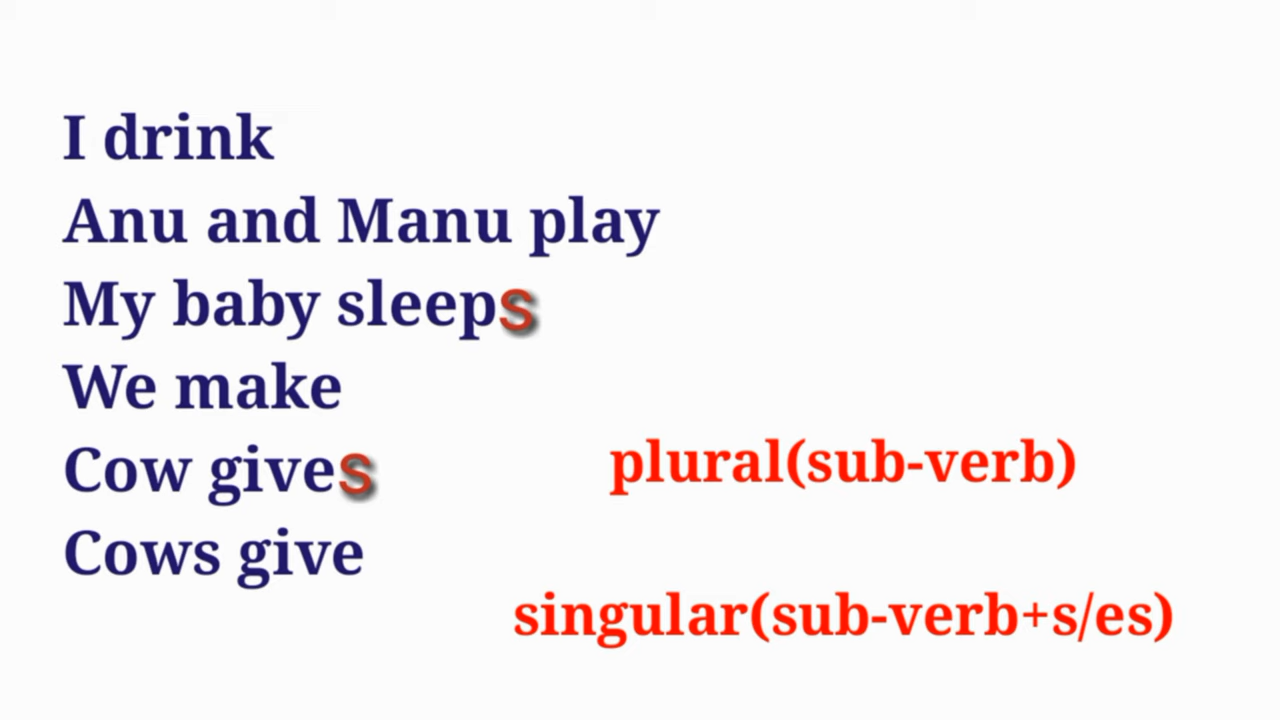 I drink
Anu and Manu play
My baby sleeps
We make
Cow gives
Cows give
plural(sub-verb)
singular(sub-verb+s/es)